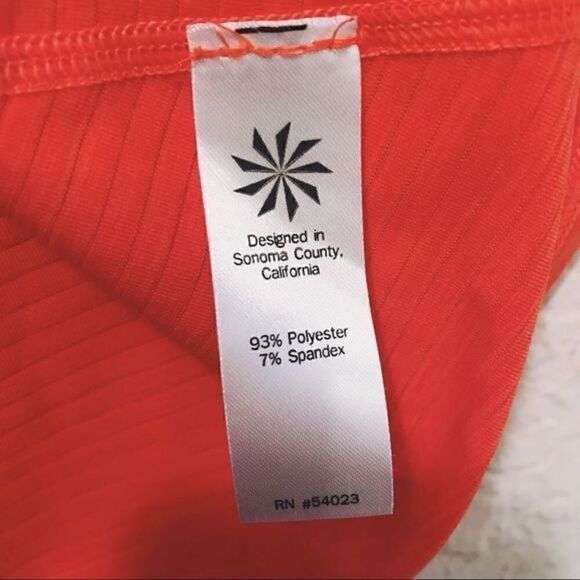 Designed in
Sonoma County,
California
93% Polyester
7% Spandex
RN #54023